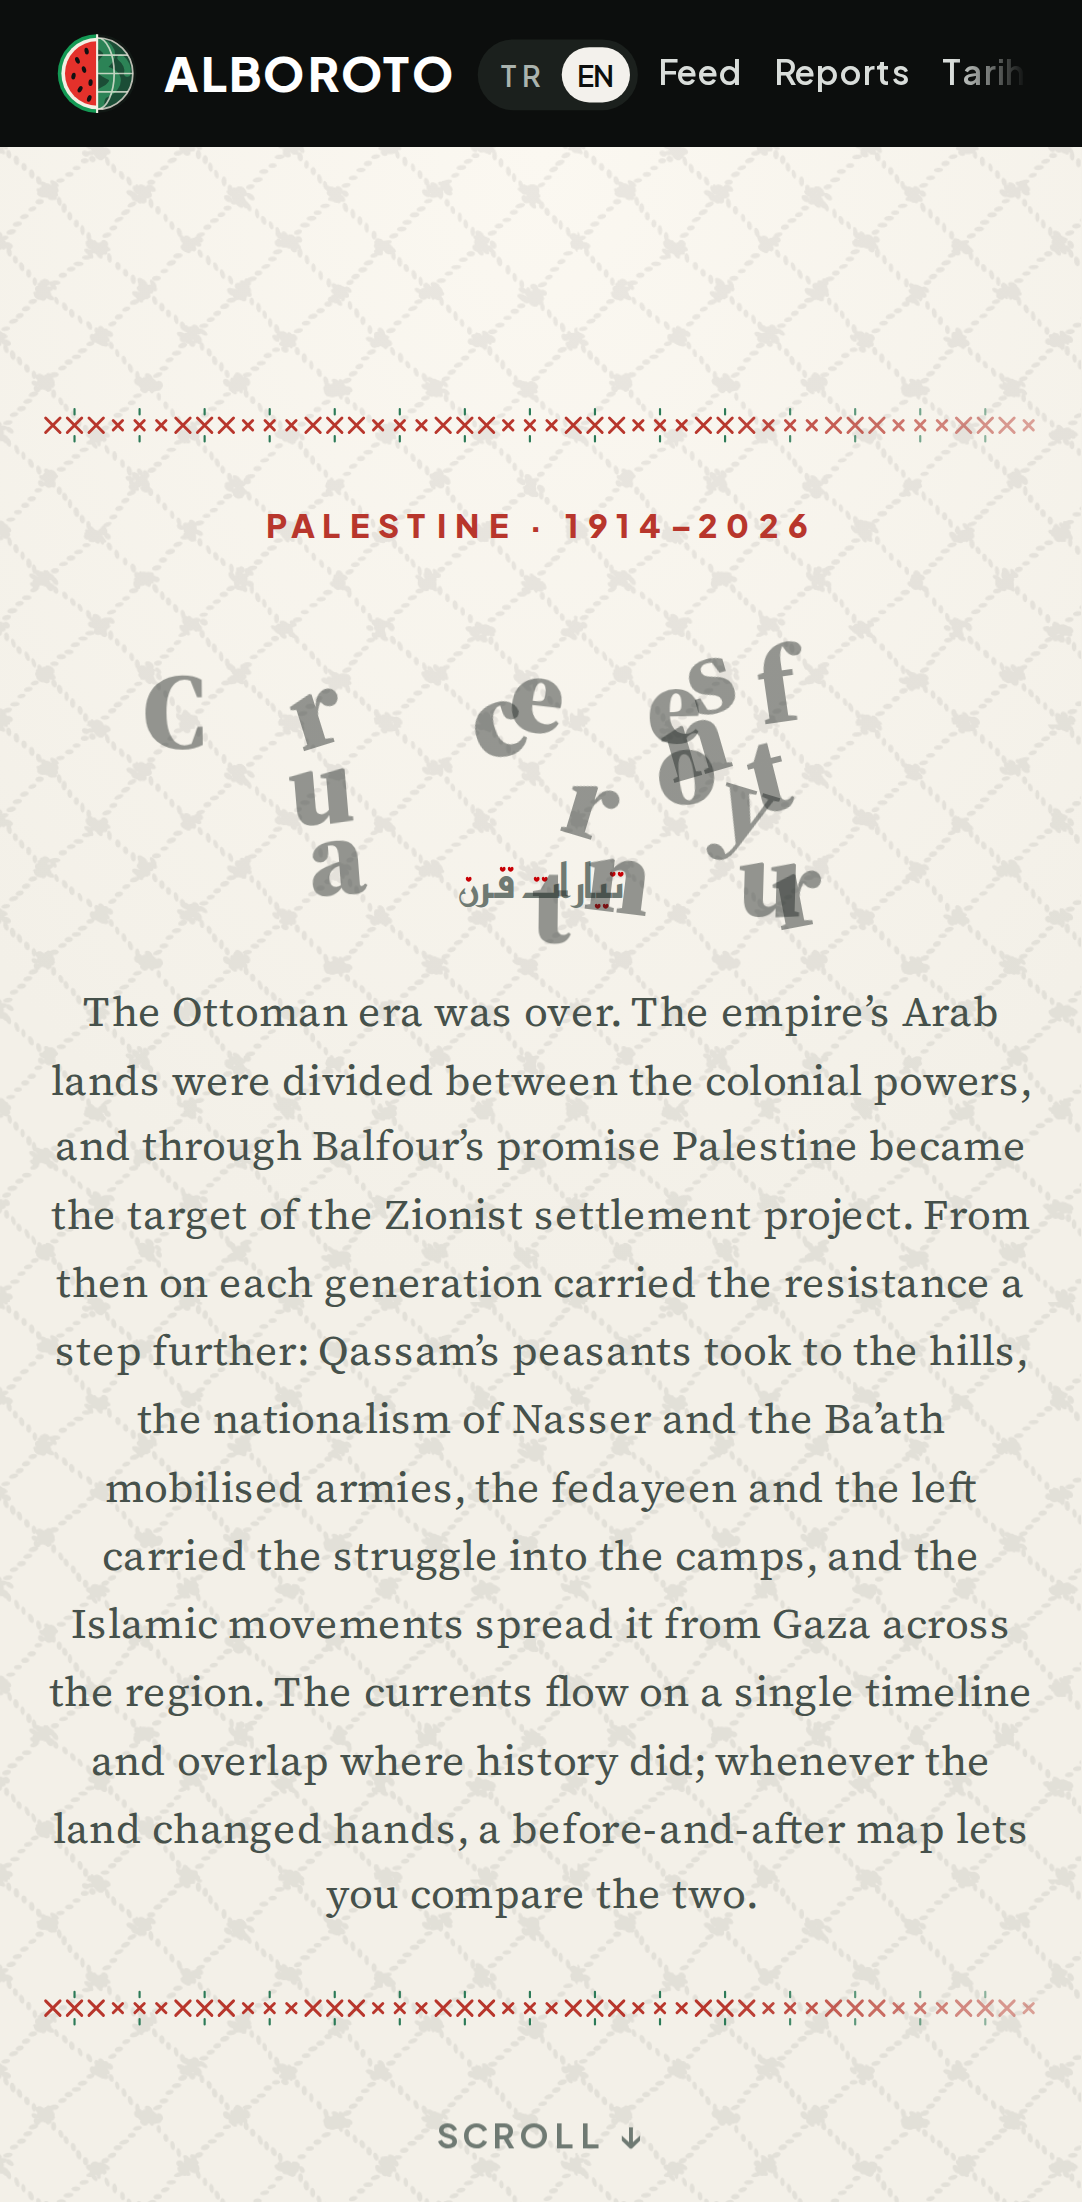 ALBOROTO TR EN Feed Reports Tarih
PALESTINE · 1914–2026
Currents of
a century
تيارات قرن
The Ottoman era was over. The empire’s Arab
lands were divided between the colonial powers,
and through Balfour’s promise Palestine became
the target of the Zionist settlement project. From
then on each generation carried the resistance a
step further: Qassam’s peasants took to the hills,
the nationalism of Nasser and the Ba’ath
mobilised armies, the fedayeen and the left
carried the struggle into the camps, and the
Islamic movements spread it from Gaza across
the region. The currents flow on a single timeline
and overlap where history did; whenever the
land changed hands, a before-and-after map lets
you compare the two.
SCROLL ↓